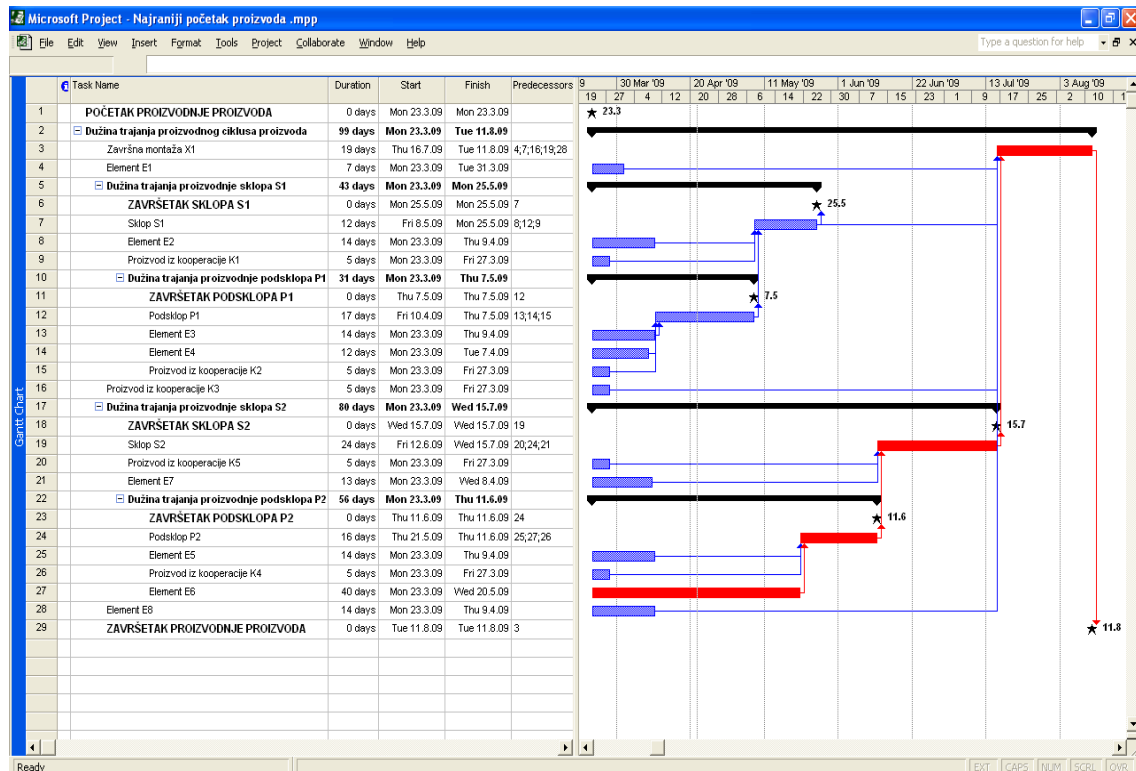 Microsoft Project - Najraniji početak proizvoda .mpp
File Edit View Insert Format Tools Project Collaborate Window Help
Type a question for help
Task Name Duration Start Finish Predecessors
9 30 Mar '09 20 Apr '09 11 May '09 1 Jun '09 22 Jun '09 13 Jul '09 3 Aug '09
19 27 4 12 20 28 6 14 22 30 7 15 23 1 9 17 25 2 10 1
1 POČETAK PROIZVODNJE PROIZVODA 0 days Mon 23.3.09 Mon 23.3.09 23.3
2 Dužina trajanja proizvodnog ciklusa proizvoda 99 days Mon 23.3.09 Tue 11.8.09
3 Završna montaža X1 19 days Thu 16.7.09 Tue 11.8.09 4;7;16;19;28
4 Element E1 7 days Mon 23.3.09 Tue 31.3.09
5 Dužina trajanja proizvodnje sklopa S1 43 days Mon 23.3.09 Mon 25.5.09
6 ZAVRŠETAK SKLOPA S1 0 days Mon 25.5.09 Mon 25.5.09 7 25.5
7 Sklop S1 12 days Fri 8.5.09 Mon 25.5.09 8;12;9
8 Element E2 14 days Mon 23.3.09 Thu 9.4.09
9 Proizvod iz kooperacije K1 5 days Mon 23.3.09 Fri 27.3.09
10 Dužina trajanja proizvodnje podsklopa P1 31 days Mon 23.3.09 Thu 7.5.09
11 ZAVRŠETAK PODSKLOPA P1 0 days Thu 7.5.09 Thu 7.5.09 12 7.5
12 Podsklop P1 17 days Fri 10.4.09 Thu 7.5.09 13;14;15
13 Element E3 14 days Mon 23.3.09 Thu 9.4.09
14 Element E4 12 days Mon 23.3.09 Tue 7.4.09
15 Proizvod iz kooperacije K2 5 days Mon 23.3.09 Fri 27.3.09
16 Proizvod iz kooperacije K3 5 days Mon 23.3.09 Fri 27.3.09
17 Dužina trajanja proizvodnje sklopa S2 80 days Mon 23.3.09 Wed 15.7.09
18 ZAVRŠETAK SKLOPA S2 0 days Wed 15.7.09 Wed 15.7.09 19 15.7
19 Sklop S2 24 days Fri 12.6.09 Wed 15.7.09 20;24;21
20 Proizvod iz kooperacije K5 5 days Mon 23.3.09 Fri 27.3.09
21 Element E7 13 days Mon 23.3.09 Wed 8.4.09
22 Dužina trajanja proizvodnje podsklopa P2 56 days Mon 23.3.09 Thu 11.6.09
23 ZAVRŠETAK PODSKLOPA P2 0 days Thu 11.6.09 Thu 11.6.09 24 11.6
24 Podsklop P2 16 days Thu 21.5.09 Thu 11.6.09 25;27;26
25 Element E5 14 days Mon 23.3.09 Thu 9.4.09
26 Proizvod iz kooperacije K4 5 days Mon 23.3.09 Fri 27.3.09
27 Element E6 40 days Mon 23.3.09 Wed 20.5.09
28 Element E8 14 days Mon 23.3.09 Thu 9.4.09
29 ZAVRŠETAK PROIZVODNJE PROIZVODA 0 days Tue 11.8.09 Tue 11.8.09 3 11.8
Gantt Chart
Ready EXT CAPS NUM SCRL OVR